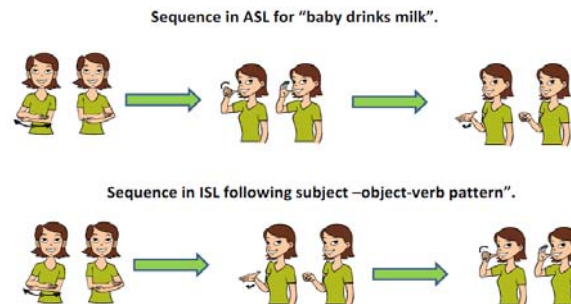 Sequence in ASL for “baby drinks milk”.
Sequence in ISL following subject –object-verb pattern”.